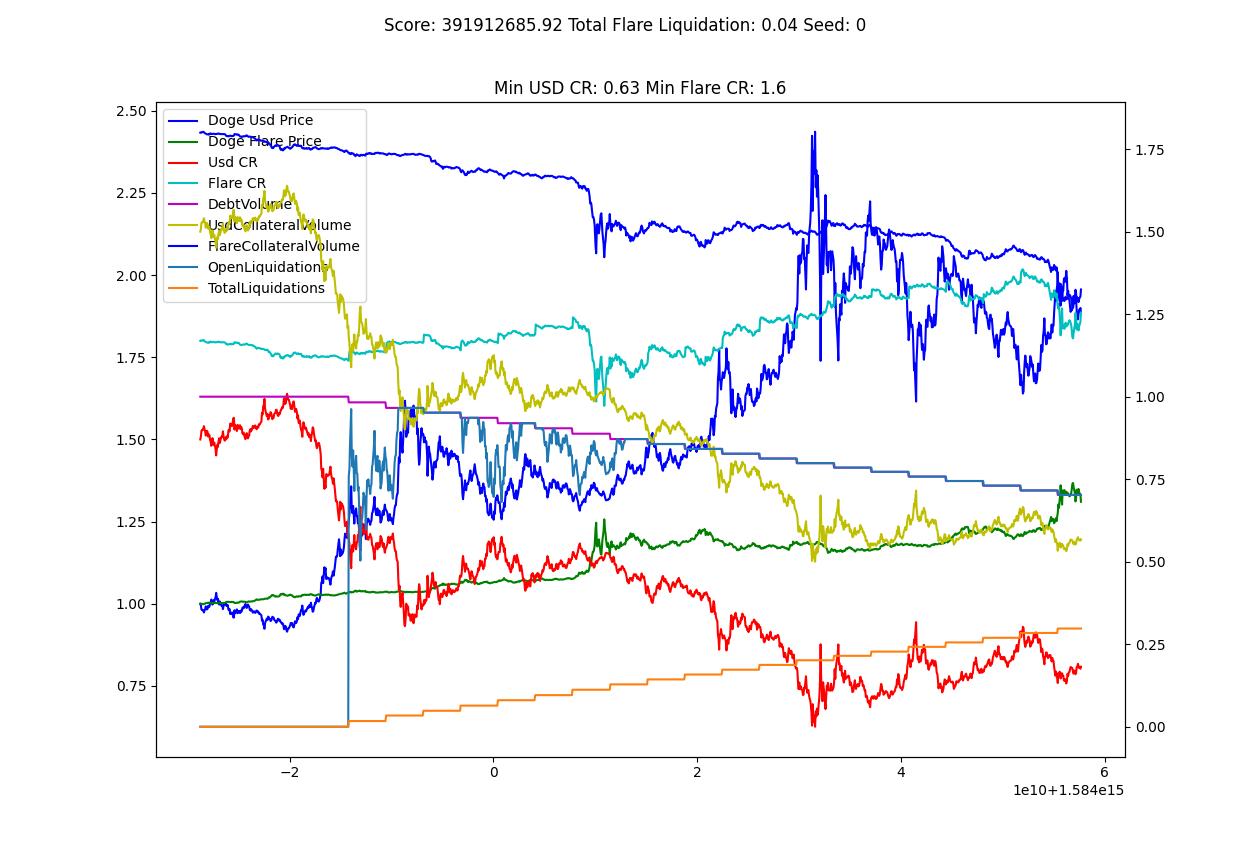 Score: 391912685.92 Total Flare Liquidation: 0.04 Seed: 0
Min USD CR: 0.63 Min Flare CR: 1.6
2.50
2.25
2.00
1.75
1.50
1.25
1.00
0.75
Doge Usd Price
Doge Flare Price
Usd CR
Flare CR
DebtVolume
UsdCollateralVolume
FlareCollateralVolume
OpenLiquidations
TotalLiquidations
1.75
1.50
1.25
1.00
0.75
0.50
0.25
0.00
−2 0 2 4 6
1e10+1.584e15